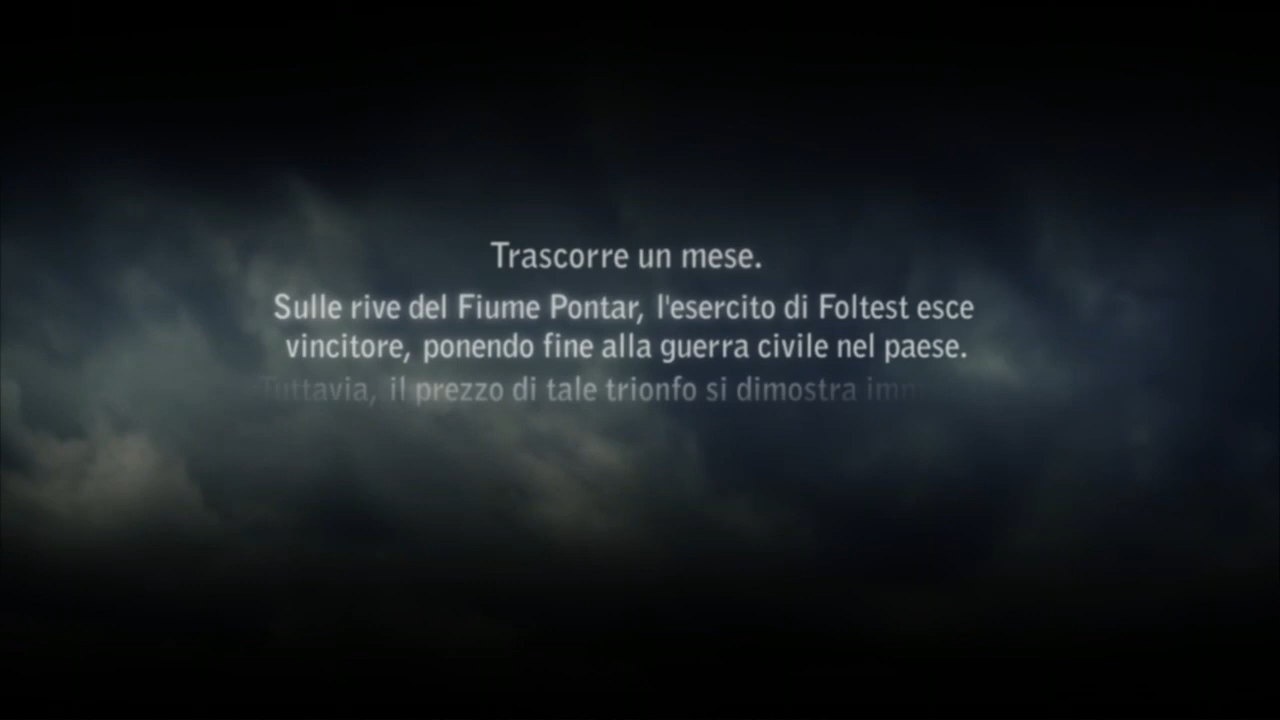 Trascorre un mese.
Sulle rive del Fiume Pontar, l'esercito di Foltest esce
vincitore, ponendo fine alla guerra civile nel paese.
Tuttavia, il prezzo di tale trionfo si dimostra